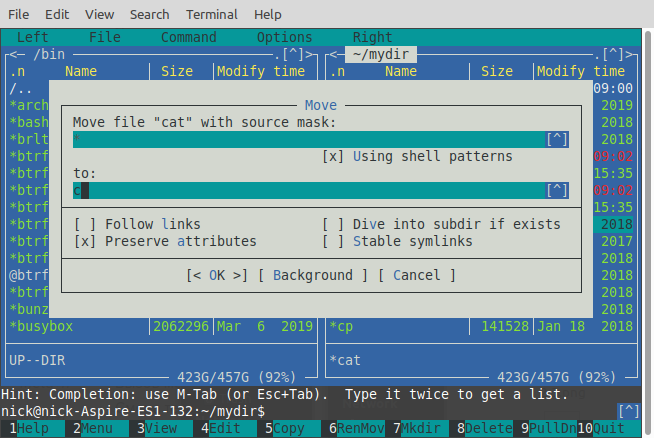 File Edit View Search Terminal Help
Left File Command Options Right
<— /bin .[^]> <— ~/mydir .[^]>
.n Name Size Modify time .n Name Size Modify time
/.. 09:00
*arch 2019
*bash 2018
*brlt 2018
*btrf 09:02
*btrf 15:35
*btrf 09:02
*btrf 15:35
*btrf 2018
*btrf 2017
*btrf 2018
@btrf 2018
*btrf 2018
*bunz 2018
Move
Move file "cat" with source mask:
* [^]
[x] Using shell patterns
to:
c [^]
[ ] Follow links [ ] Dive into subdir if exists
[x] Preserve attributes [ ] Stable symlinks
[< OK >] [ Background ] [ Cancel ]
*busybox 2062296 Mar 6 2019 *cp 141528 Jan 18 2018
UP--DIR *cat
423G/457G (92%) 423G/457G (92%)
Hint: Completion: use M-Tab (or Esc+Tab). Type it twice to get a list.
nick@nick-Aspire-ES1-132:~/mydir$ [^]
1Help 2Menu 3View 4Edit 5Copy 6RenMov 7Mkdir 8Delete 9PullDn 10Quit